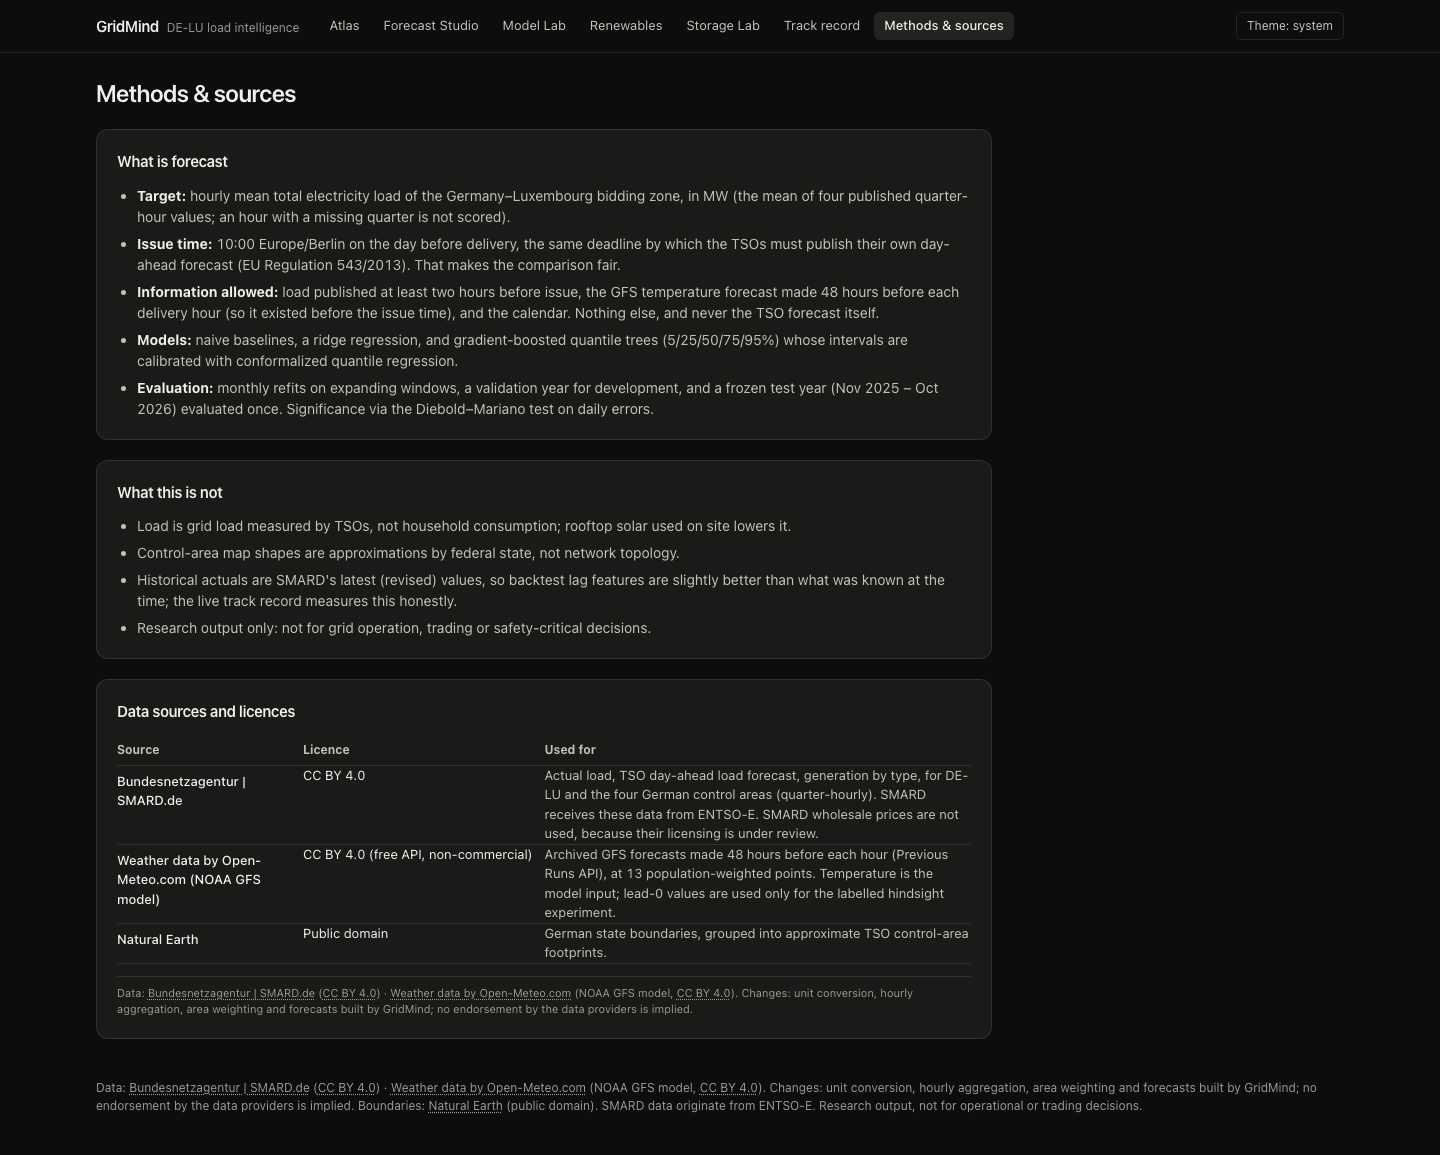 GridMind DE-LU load intelligence Atlas Forecast Studio Model Lab Renewables Storage Lab Track record Methods & sources Theme: system
Methods & sources
What is forecast
• Target: hourly mean total electricity load of the Germany–Luxembourg bidding zone, in MW (the mean of four published quarter-
hour values; an hour with a missing quarter is not scored).
• Issue time: 10:00 Europe/Berlin on the day before delivery, the same deadline by which the TSOs must publish their own day-
ahead forecast (EU Regulation 543/2013). That makes the comparison fair.
• Information allowed: load published at least two hours before issue, the GFS temperature forecast made 48 hours before each
delivery hour (so it existed before the issue time), and the calendar. Nothing else, and never the TSO forecast itself.
• Models: naive baselines, a ridge regression, and gradient-boosted quantile trees (5/25/50/75/95%) whose intervals are
calibrated with conformalized quantile regression.
• Evaluation: monthly refits on expanding windows, a validation year for development, and a frozen test year (Nov 2025 – Oct
2026) evaluated once. Significance via the Diebold–Mariano test on daily errors.
What this is not
• Load is grid load measured by TSOs, not household consumption; rooftop solar used on site lowers it.
• Control-area map shapes are approximations by federal state, not network topology.
• Historical actuals are SMARD's latest (revised) values, so backtest lag features are slightly better than what was known at the
time; the live track record measures this honestly.
• Research output only: not for grid operation, trading or safety-critical decisions.
Data sources and licences
Source Licence Used for
Bundesnetzagentur |
SMARD.de
CC BY 4.0
Actual load, TSO day-ahead load forecast, generation by type, for DE-
LU and the four German control areas (quarter-hourly). SMARD
receives these data from ENTSO-E. SMARD wholesale prices are not
used, because their licensing is under review.
Weather data by Open-
Meteo.com (NOAA GFS
model)
CC BY 4.0 (free API, non-commercial)
Archived GFS forecasts made 48 hours before each hour (Previous
Runs API), at 13 population-weighted points. Temperature is the
model input; lead-0 values are used only for the labelled hindsight
experiment.
Natural Earth
Public domain
German state boundaries, grouped into approximate TSO control-area
footprints.
Data: Bundesnetzagentur | SMARD.de (CC BY 4.0) · Weather data by Open-Meteo.com (NOAA GFS model, CC BY 4.0). Changes: unit conversion, hourly
aggregation, area weighting and forecasts built by GridMind; no endorsement by the data providers is implied.
Data: Bundesnetzagentur | SMARD.de (CC BY 4.0) · Weather data by Open-Meteo.com (NOAA GFS model, CC BY 4.0). Changes: unit conversion, hourly aggregation, area weighting and forecasts built by GridMind; no
endorsement by the data providers is implied. Boundaries: Natural Earth (public domain). SMARD data originate from ENTSO-E. Research output, not for operational or trading decisions.